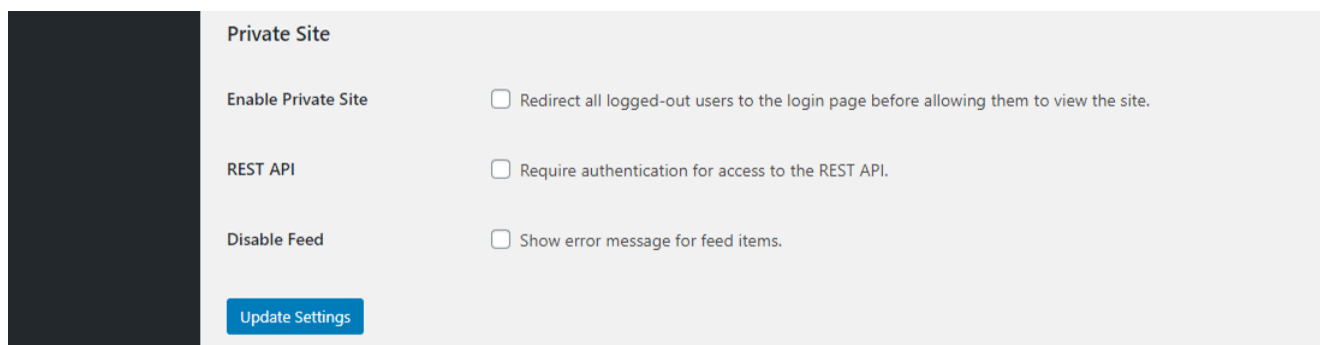 Private Site
Enable Private Site
Redirect all logged-out users to the login page before allowing them to view the site.
REST API
Require authentication for access to the REST API.
Disable Feed
Show error message for feed items.
Update Settings